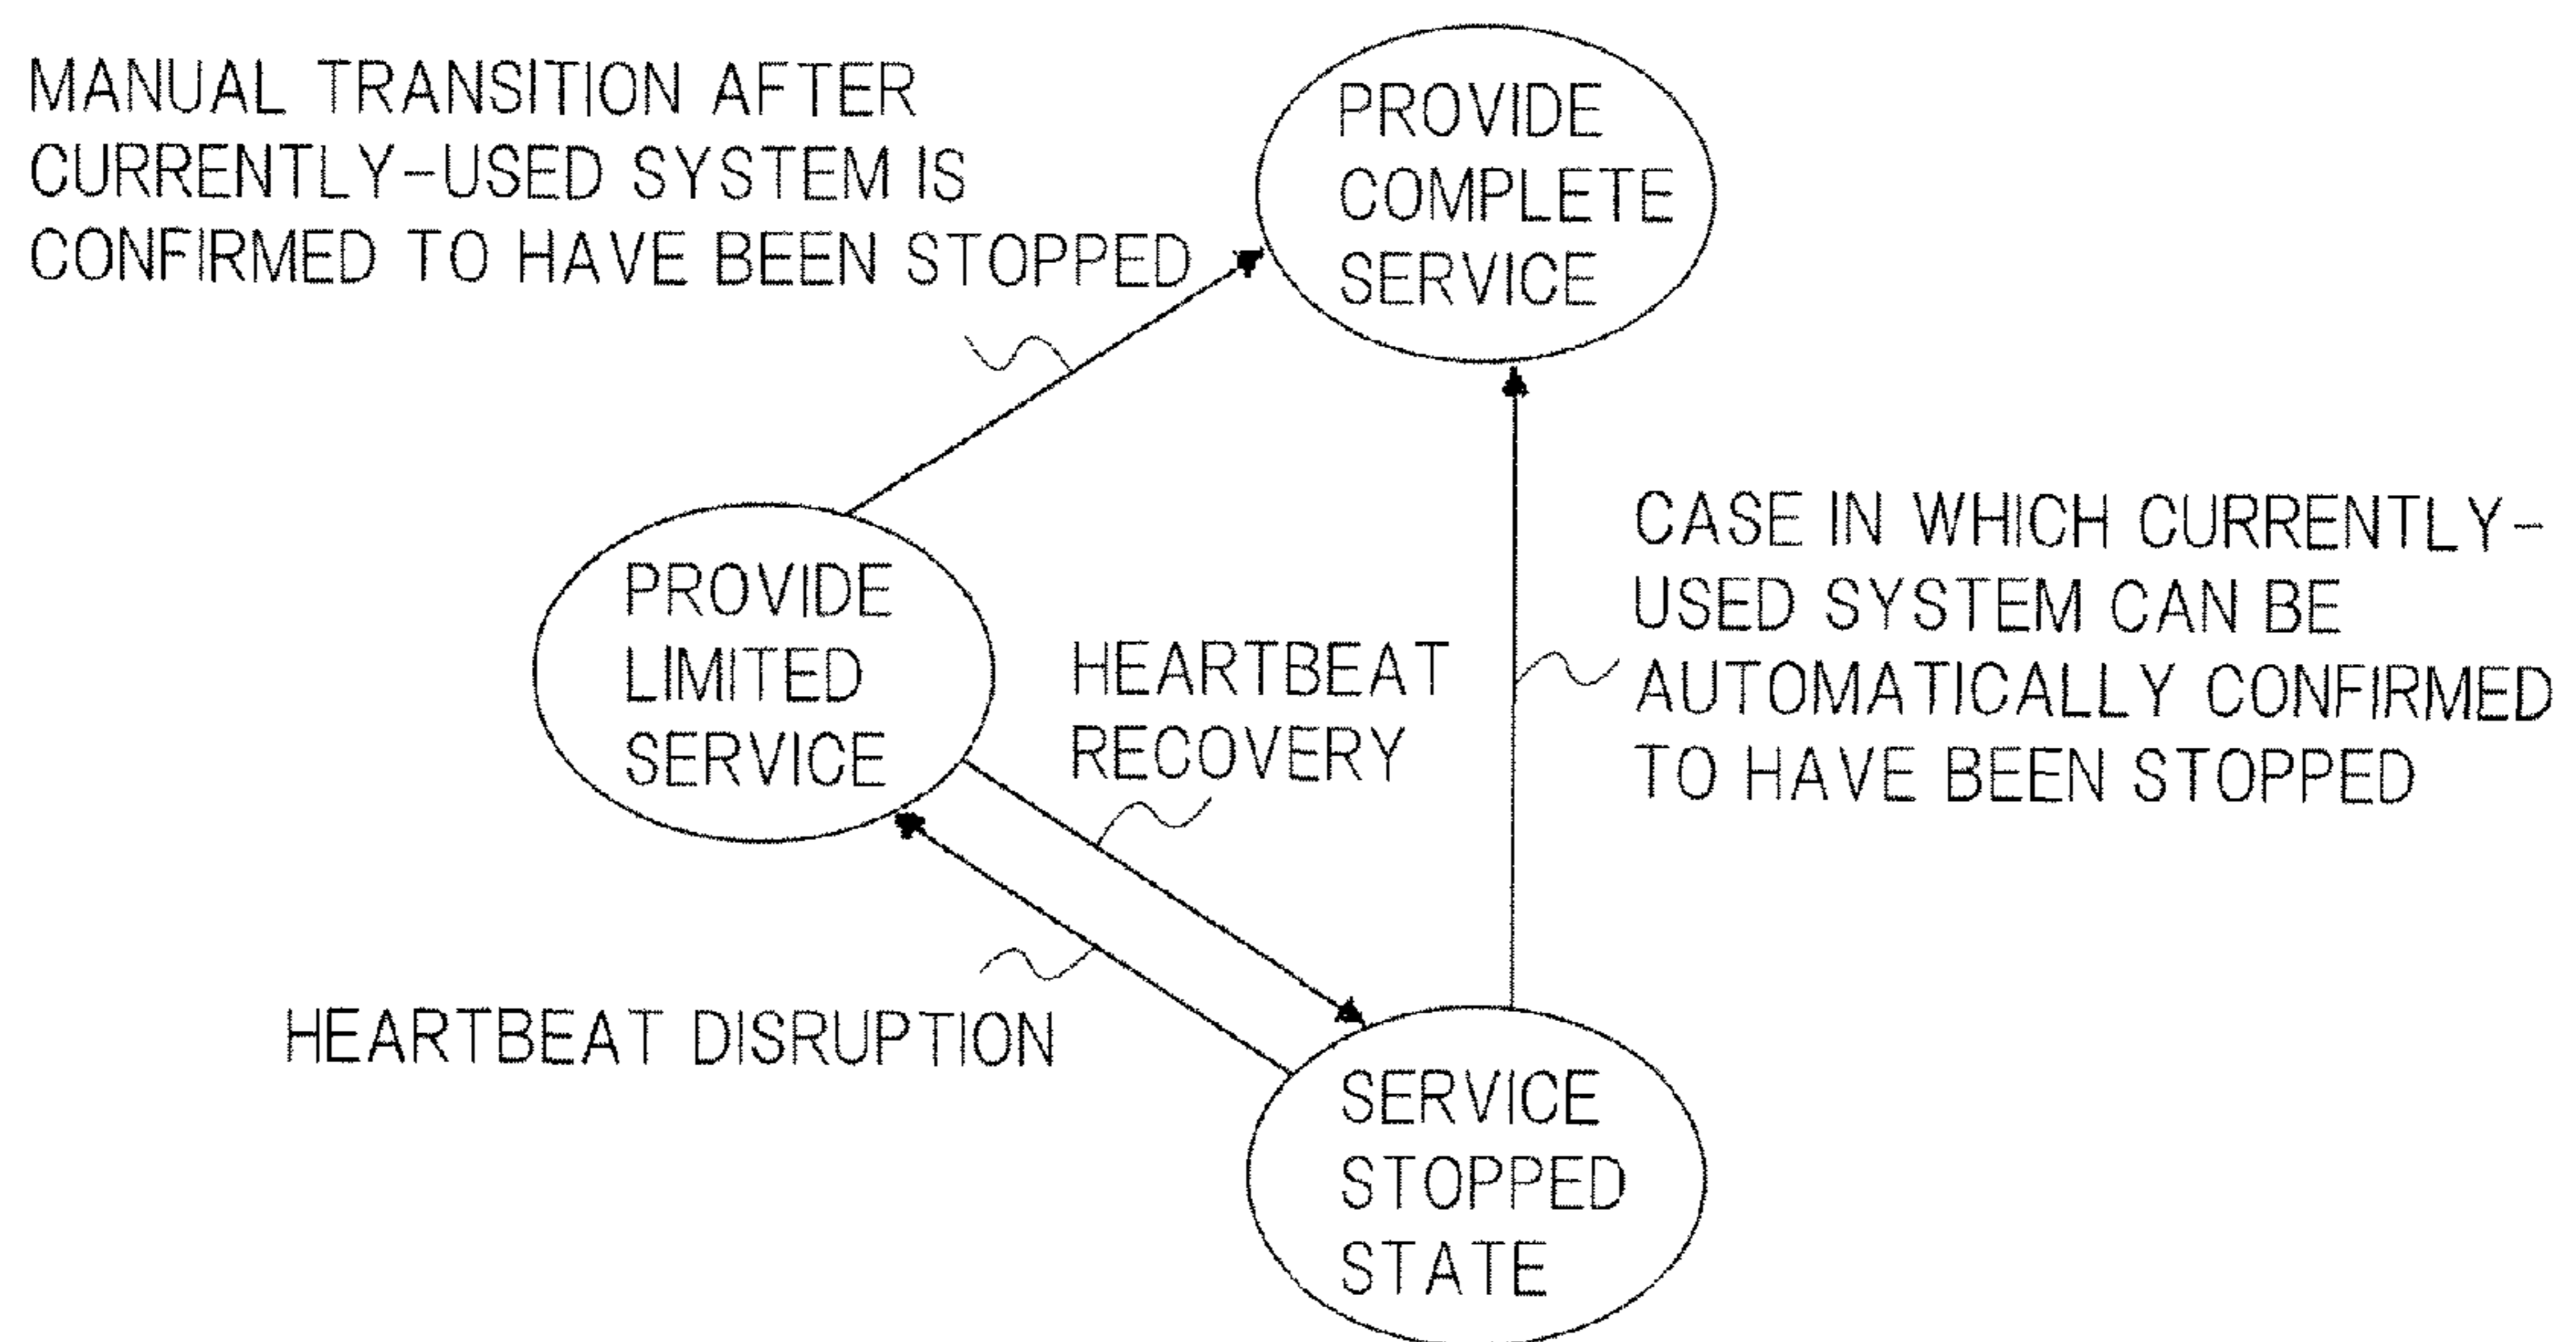 MANUAL TRANSITION AFTER
CURRENTLY-USED SYSTEM IS
CONFIRMED TO HAVE BEEN STOPPED
PROVIDE
COMPLETE
SERVICE
PROVIDE
LIMITED
SERVICE
HEARTBEAT
RECOVERY
CASE IN WHICH CURRENTLY-
USED SYSTEM CAN BE
AUTOMATICALLY CONFIRMED
TO HAVE BEEN STOPPED
HEARTBEAT DISRUPTION
SERVICE
STOPPED
STATE